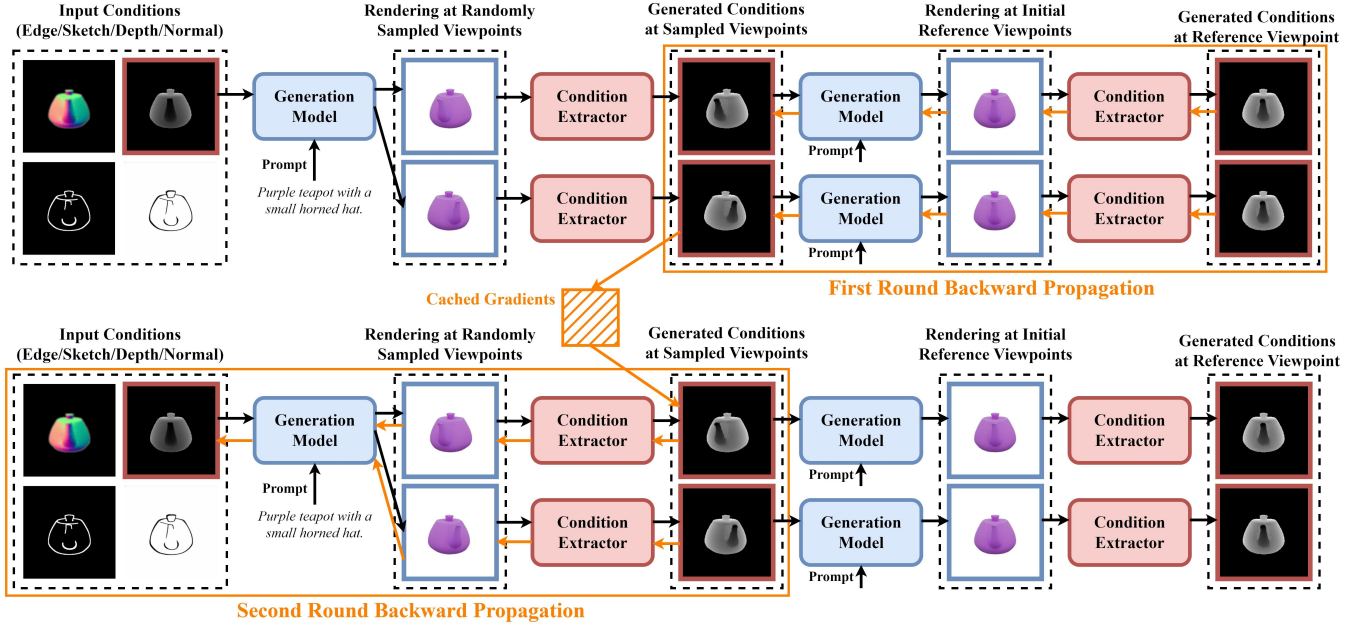 Input Conditions
(Edge/Sketch/Depth/Normal)
Rendering at Randomly
Sampled Viewpoints
Generated Conditions
at Sampled Viewpoints
Rendering at Initial
Reference Viewpoints
Generated Conditions
at Reference Viewpoint
Generation
Model
Condition
Extractor
Generation
Model
Condition
Extractor
Prompt
Prompt
Purple teapot with a
small horned hat.
Condition
Extractor
Generation
Model
Condition
Extractor
Prompt
First Round Backward Propagation
Cached Gradients
Input Conditions
(Edge/Sketch/Depth/Normal)
Rendering at Randomly
Sampled Viewpoints
Generated Conditions
at Sampled Viewpoints
Rendering at Initial
Reference Viewpoints
Generated Conditions
at Reference Viewpoint
Generation
Model
Condition
Extractor
Generation
Model
Condition
Extractor
Prompt
Prompt
Purple teapot with a
small horned hat.
Condition
Extractor
Generation
Model
Condition
Extractor
Prompt
Second Round Backward Propagation